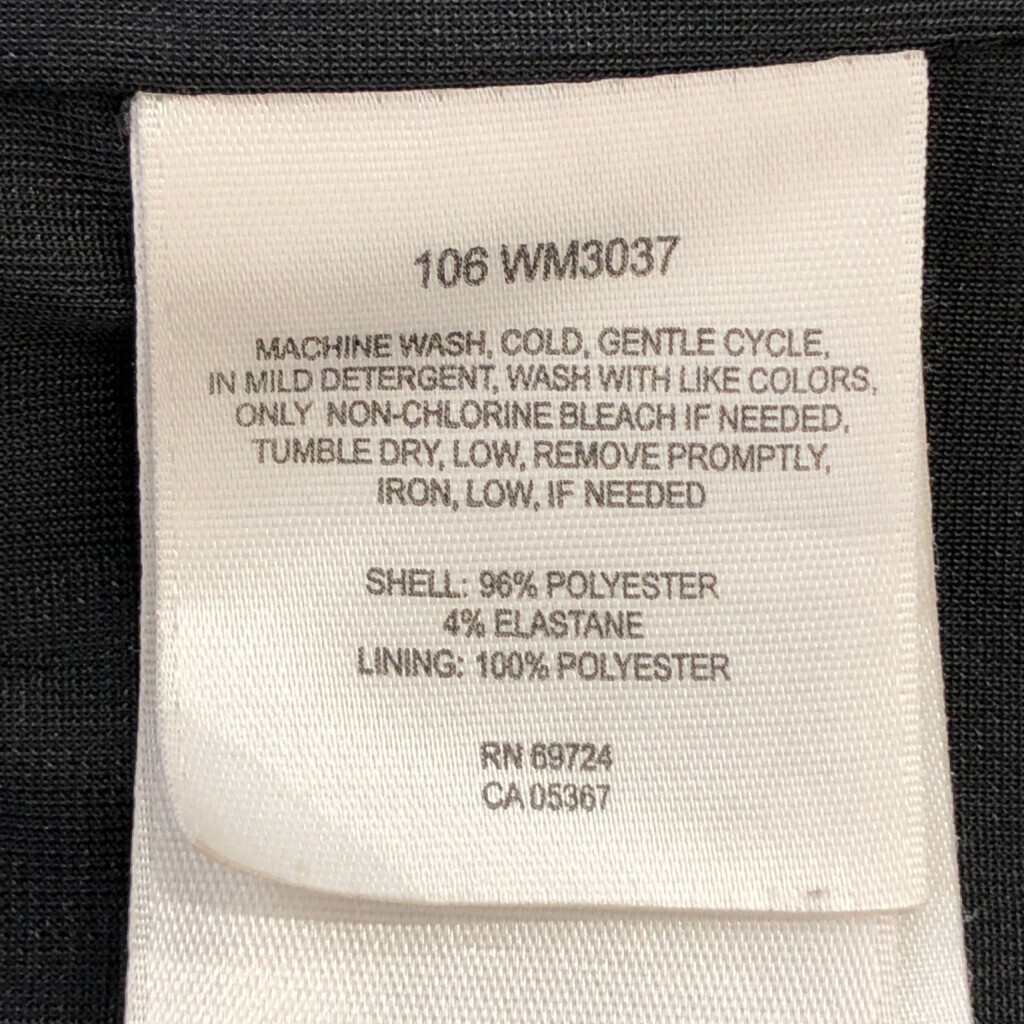 106 WM3037
MACHINE WASH, COLD, GENTLE CYCLE,
IN MILD DETERGENT, WASH WITH LIKE COLORS,
ONLY NON-CHLORINE BLEACH IF NEEDED,
TUMBLE DRY, LOW, REMOVE PROMPTLY,
IRON, LOW, IF NEEDED
SHELL: 96% POLYESTER
4% ELASTANE
LINING: 100% POLYESTER
RN 69724
CA 05367